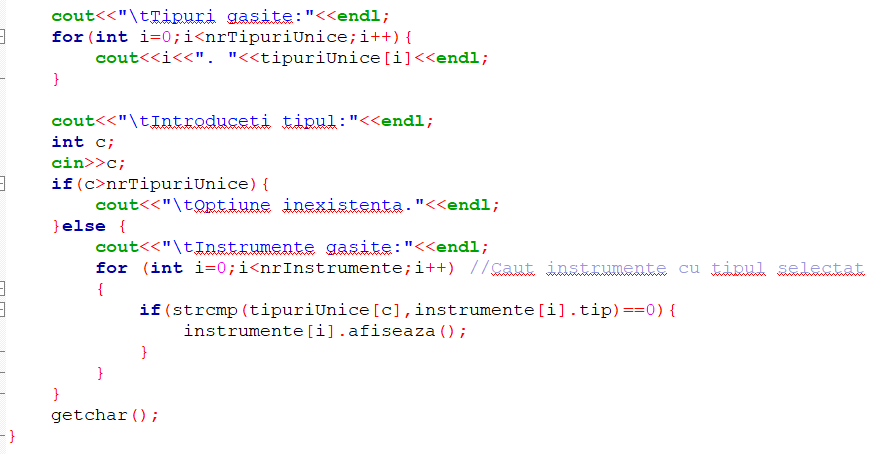 cout<<"\tTipuri gasite:"<<endl;
for(int i=0;i<nrTipuriUnice;i++){
cout<<i<<". "<<tipuriUnice[i]<<endl;
}
cout<<"\tIntroduceti tipul:"<<endl;
int c;
cin>>c;
if(c>nrTipuriUnice){
cout<<"\tOptiune inexistenta."<<endl;
}else {
cout<<"\tInstrumente gasite:"<<endl;
for (int i=0;i<nrInstrumente;i++) //Caut instrumente cu tipul selectat
{
if(strcmp(tipuriUnice[c],instrumente[i].tip)==0){
instrumente[i].afiseaza();
}
}
}
getchar();
}